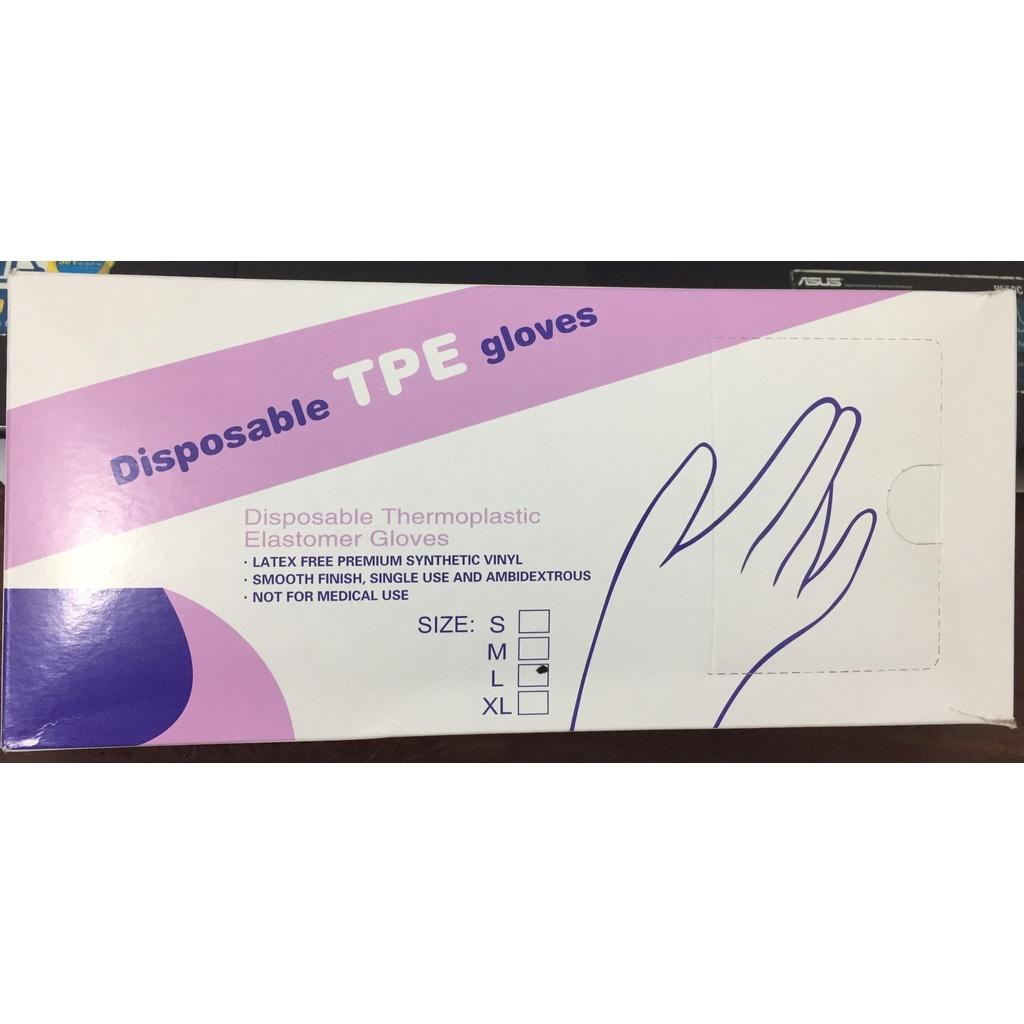 ASUS
Disposable TPE gloves
Disposable Thermoplastic
Elastomer Gloves
· LATEX FREE PREMIUM SYNTHETIC VINYL
· SMOOTH FINISH, SINGLE USE AND AMBIDEXTROUS
· NOT FOR MEDICAL USE
SIZE: S
M
L
XL